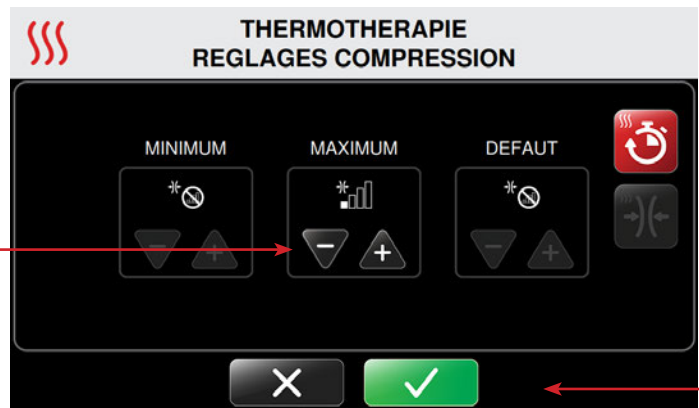 THERMOTHERAPIE
REGLAGES COMPRESSION
MINIMUM
MAXIMUM
DEFAUT